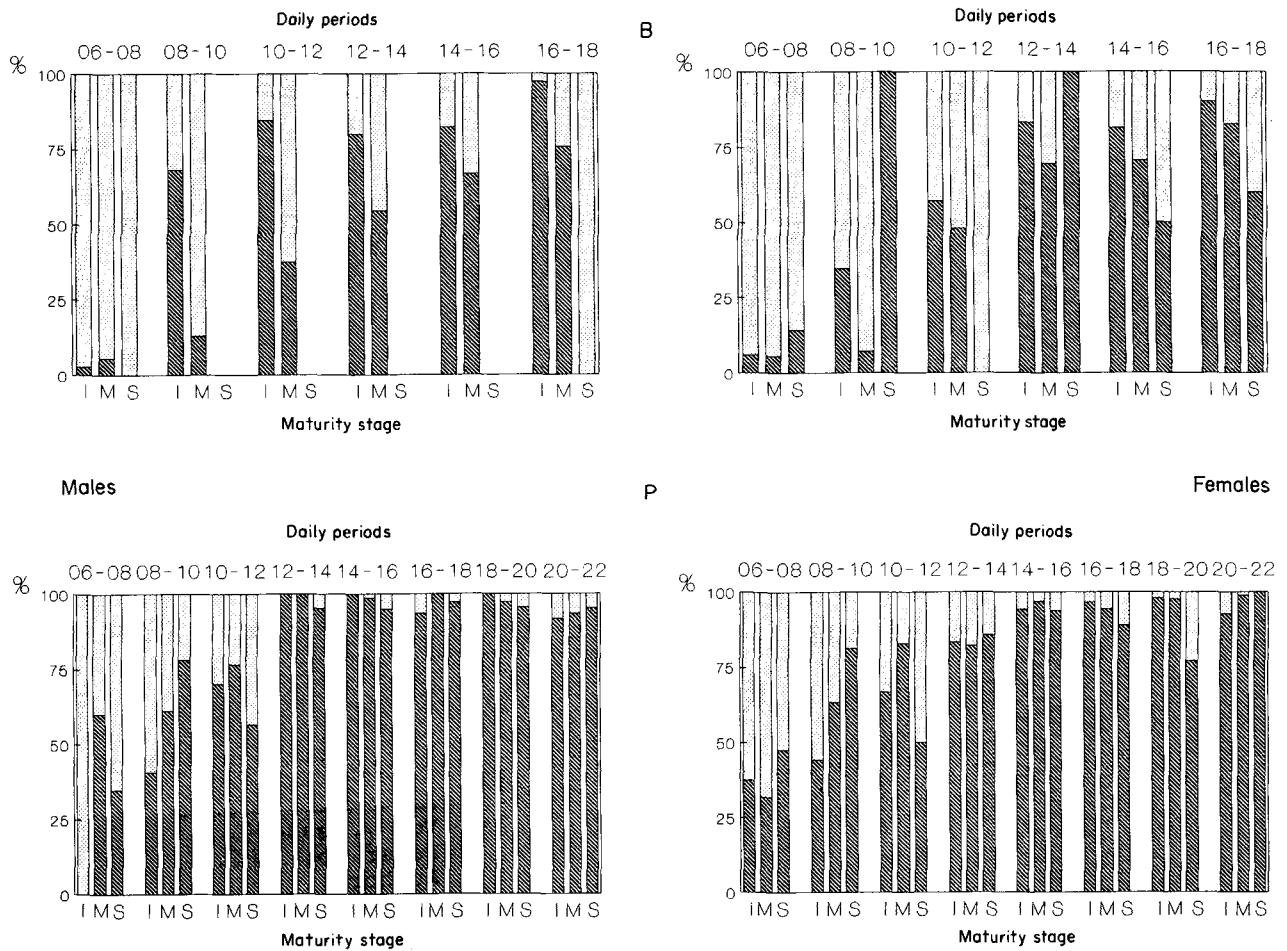 Daily periods
06-08 08-10 10-12 12-14 14-16 16-18
%
100
75
50
25
0
I M S I M S I M S I M S I M S I M S
Maturity stage
B
Daily periods
06-08 08-10 10-12 12-14 14-16 16-18
%
100
75
50
25
0
I M S I M S I M S I M S I M S I M S
Maturity stage
Males
P
Females
Daily periods
06-08 08-10 10-12 12-14 14-16 16-18 18-20 20-22
%
100
75
50
25
0
I M S I M S I M S I M S I M S I M S I M S I M S
Maturity stage
Daily periods
06-08 08-10 10-12 12-14 14-16 16-18 18-20 20-22
%
100
75
50
25
0
I M S I M S I M S I M S I M S I M S I M S I M S
Maturity stage